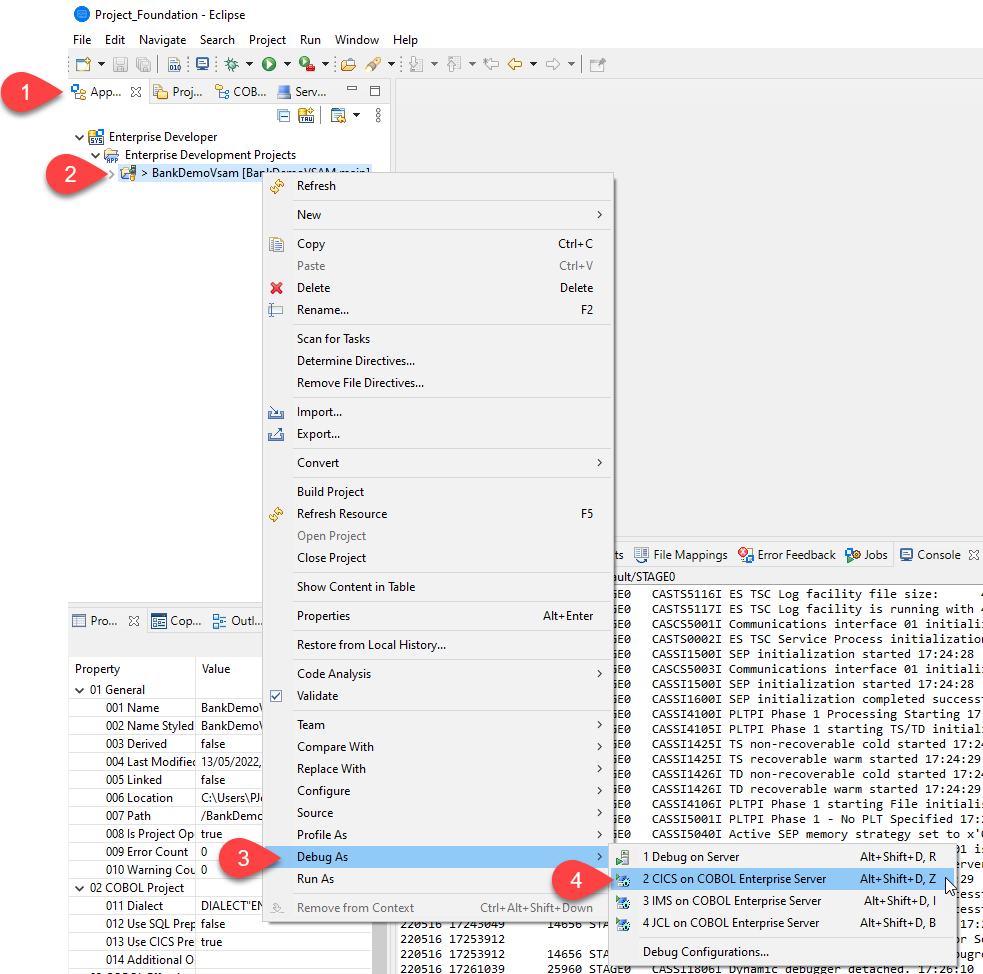 Project_Foundation - Eclipse
File Edit Navigate Search Project Run Window Help
1
App... Proj... COB... Serv...
Enterprise Developer
Enterprise Development Projects
2
> BankDemoVsam [BankDemoVSAM main]
Refresh
New
Copy Ctrl+C
Paste Ctrl+V
Delete Delete
Rename... F2
Scan for Tasks
Determine Directives...
Remove File Directives...
Import...
Export...
Convert
Build Project
Refresh Resource F5
Open Project
Close Project
Show Content in Table
Properties Alt+Enter
Restore from Local History...
Code Analysis
Validate
Team
Compare With
Replace With
Configure
Source
Profile As
3
Debug As
Run As
Remove from Context Ctrl+Alt+Shift+Down
1 Debug on Server Alt+Shift+D, R
4
2 CICS on COBOL Enterprise Server Alt+Shift+D, Z
3 IMS on COBOL Enterprise Server Alt+Shift+D, I
4 JCL on COBOL Enterprise Server Alt+Shift+D, B
Debug Configurations...
Pro... Cop... Outl...
Property Value
01 General
001 Name BankDemoV
002 Name Styled BankDemoV
003 Derived false
004 Last Modified 13/05/2022,
005 Linked false
006 Location C:\Users\PJ
007 Path /BankDemo
008 Is Project Op true
009 Error Count 0
010 Warning Cou 0
02 COBOL Project
011 Dialect DIALECT"EN
012 Use SQL Prep false
013 Use CICS Pre true
014 Additional O
ts File Mappings Error Feedback Jobs Console
ault/STAGE0
GE0 CASTS5116I ES TSC Log facility file size: 4
GE0 CASTS5117I ES TSC Log facility is running with 4
GE0 CASCS5001I Communications interface 01 initiali
GE0 CASTS0002I ES TSC Service Process initialization
GE0 CASSI1500I SEP initialization started 17:24:28
GE0 CASCS5003I Communications interface 01 initiali
GE0 CASSI1500I SEP initialization started 17:24:28
GE0 CASSI1600I SEP initialization completed success
GE0 CASSI4100I PLTPI Phase 1 Processing Starting 17
GE0 CASSI4105I PLTPI Phase 1 starting TS/TD initial
GE0 CASSI1425I TS non-recoverable cold started 17:24
GE0 CASSI1425I TS recoverable warm started 17:24:29
GE0 CASSI1426I TD non-recoverable cold started 17:24
GE0 CASSI1426I TD recoverable warm started 17:24:29
GE0 CASSI4106I PLTPI Phase 1 starting File initiali
GE0 CASSI5001I PLTPI Phase 1 - No PLT Specified 17:2
GE0 CASSI5040I Active SEP memory strategy set to x'0
220516 17243049 14656 STA
220516 17253912
220516 17253912 14656 STA
220516 17261039 25960 STAGE0 CASSI1806I Dynamic debugger detached. 17:26:10